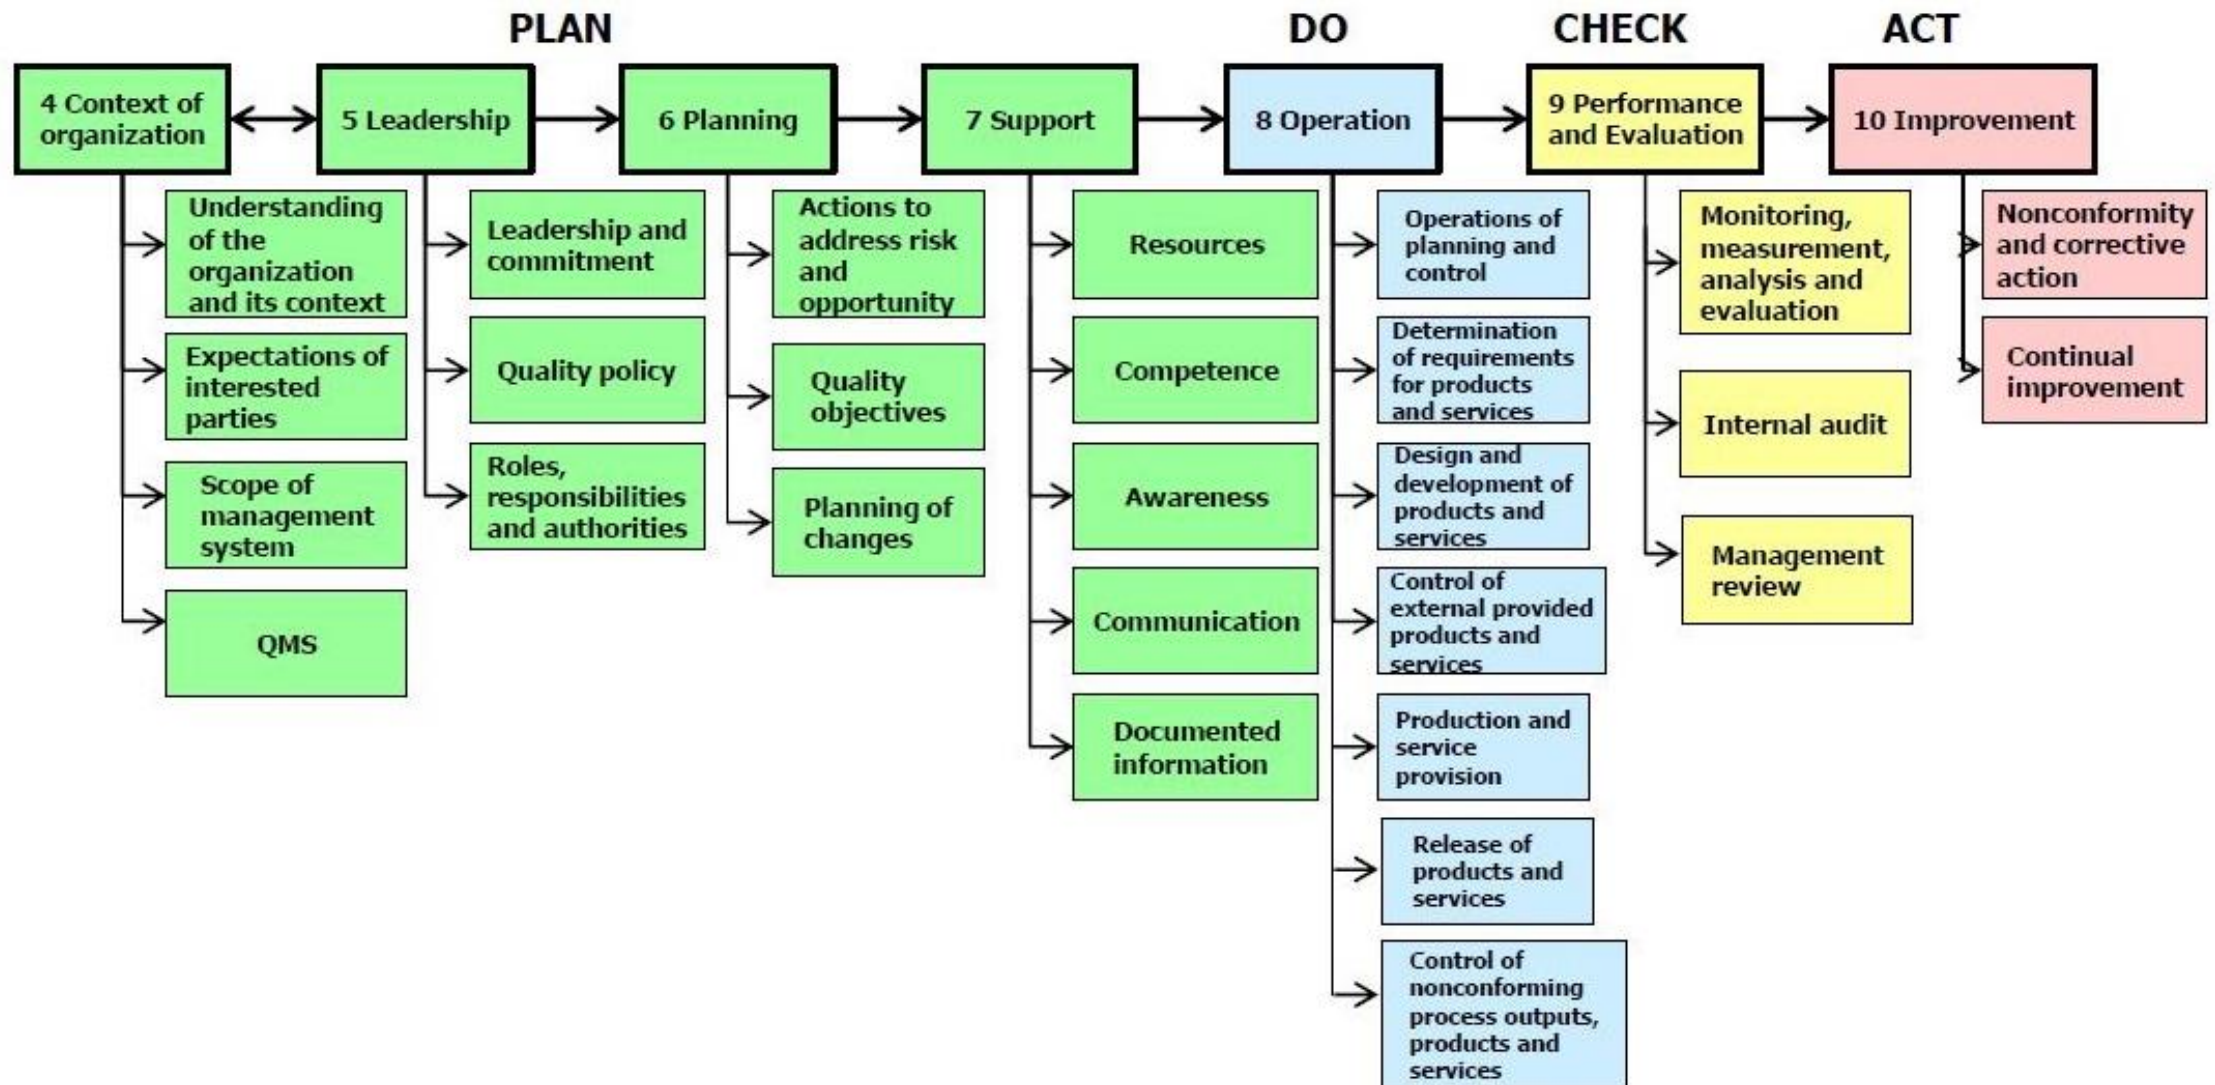 PLAN
DO
CHECK
ACT
4 Context of
organization
5 Leadership
6 Planning
7 Support
8 Operation
9 Performance
and Evaluation
10 Improvement
Understanding
of the
organization
and its context
Expectations of
interested
parties
Scope of
management
system
QMS
Leadership and
commitment
Quality policy
Roles,
responsibilities
and authorities
Actions to
address risk
and
opportunity
Quality
objectives
Planning of
changes
Resources
Competence
Awareness
Communication
Documented
information
Operations of
planning and
control
Determination
of requirements
for products
and services
Design and
development of
products and
services
Control of
external provided
products and
services
Production and
service
provision
Release of
products and
services
Control of
nonconforming
process outputs,
products and
services
Monitoring,
measurement,
analysis and
evaluation
Internal audit
Management
review
Nonconformity
and corrective
action
Continual
improvement